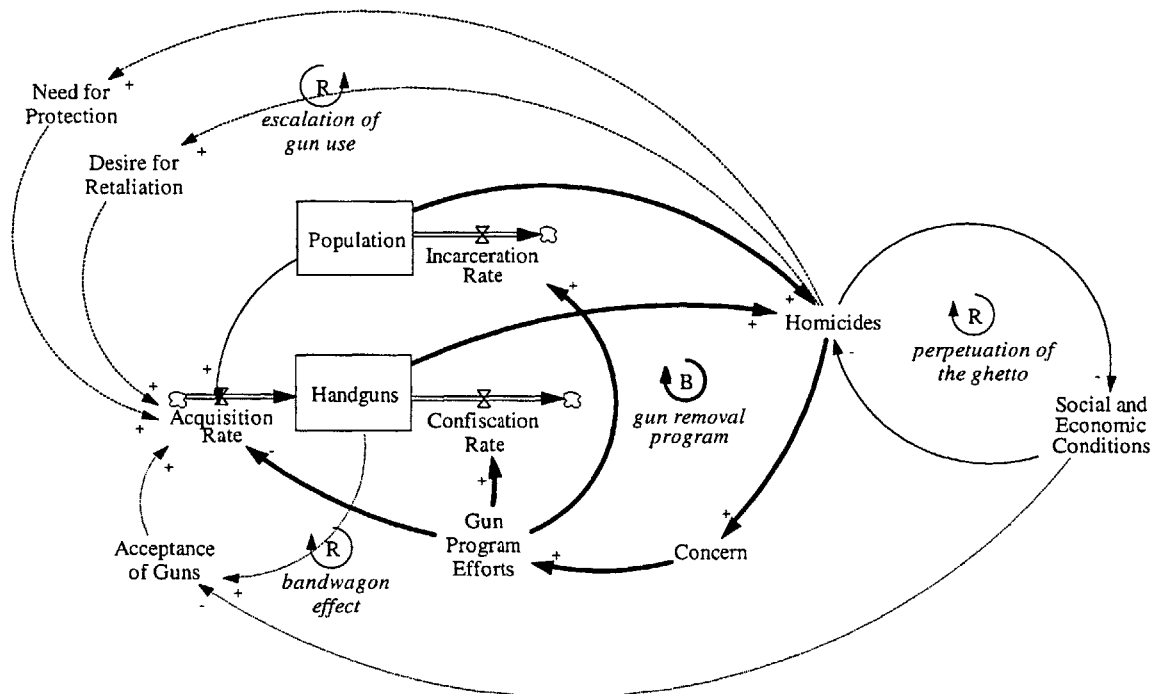 Need for
Protection
+
R
escalation of
gun use
+
Desire for
Retaliation
Population
Incarceration
Rate
+
+
+
Homicides
R
perpetuation of
the ghetto
-
-
+
+
+
Handguns
Acquisition
Rate
Confiscation
Rate
B
gun removal
program
Social and
Economic
Conditions
+
-
+
+
Gun
Program
Efforts
+
Concern
Acceptance
of Guns
+
-
R
bandwagon
effect